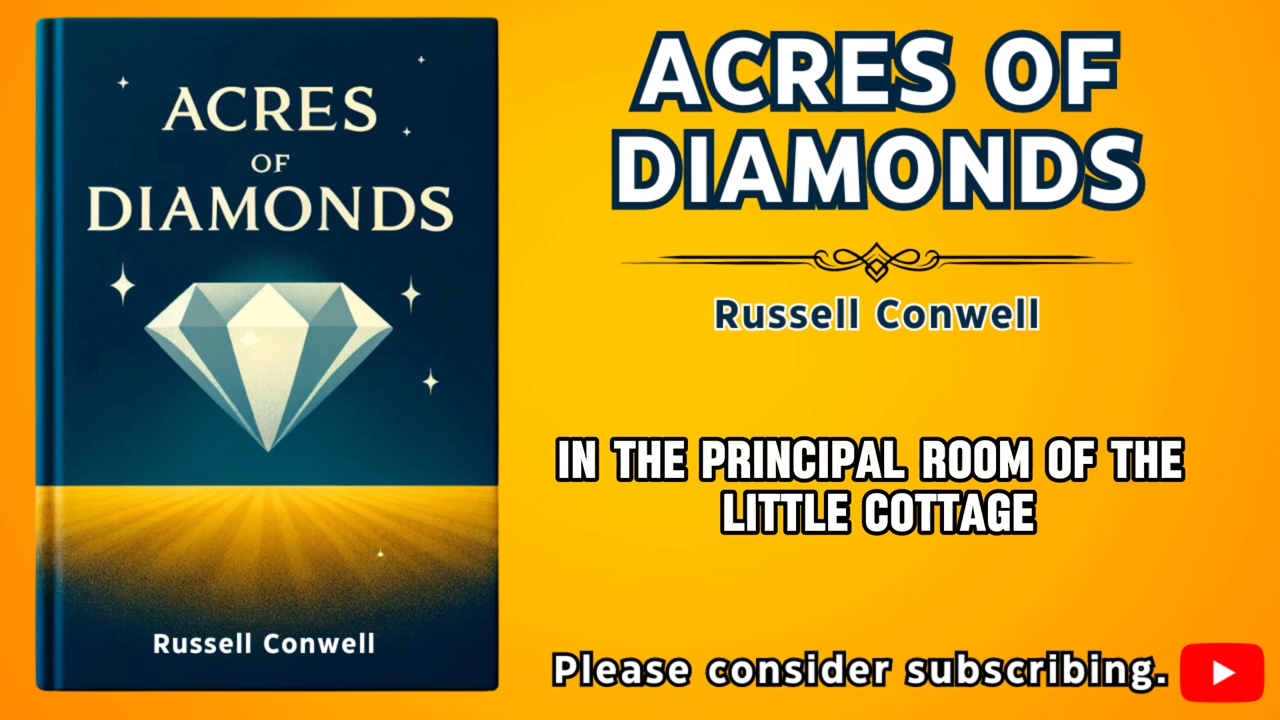 ACRES
OF
DIAMONDS
Russell Conwell
ACRES OF
DIAMONDS
Russell Conwell
IN THE PRINCIPAL ROOM OF THE
LITTLE COTTAGE
Please consider subscribing.